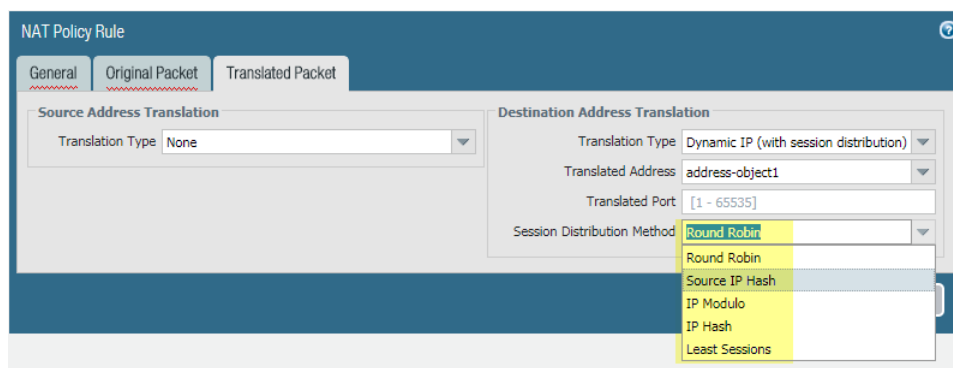 NAT Policy Rule
?
General Original Packet Translated Packet
Source Address Translation
Translation Type None
Destination Address Translation
Translation Type Dynamic IP (with session distribution)
Translated Address address-object1
Translated Port [1 - 65535]
Session Distribution Method Round Robin
Round Robin
Source IP Hash
IP Modulo
IP Hash
Least Sessions